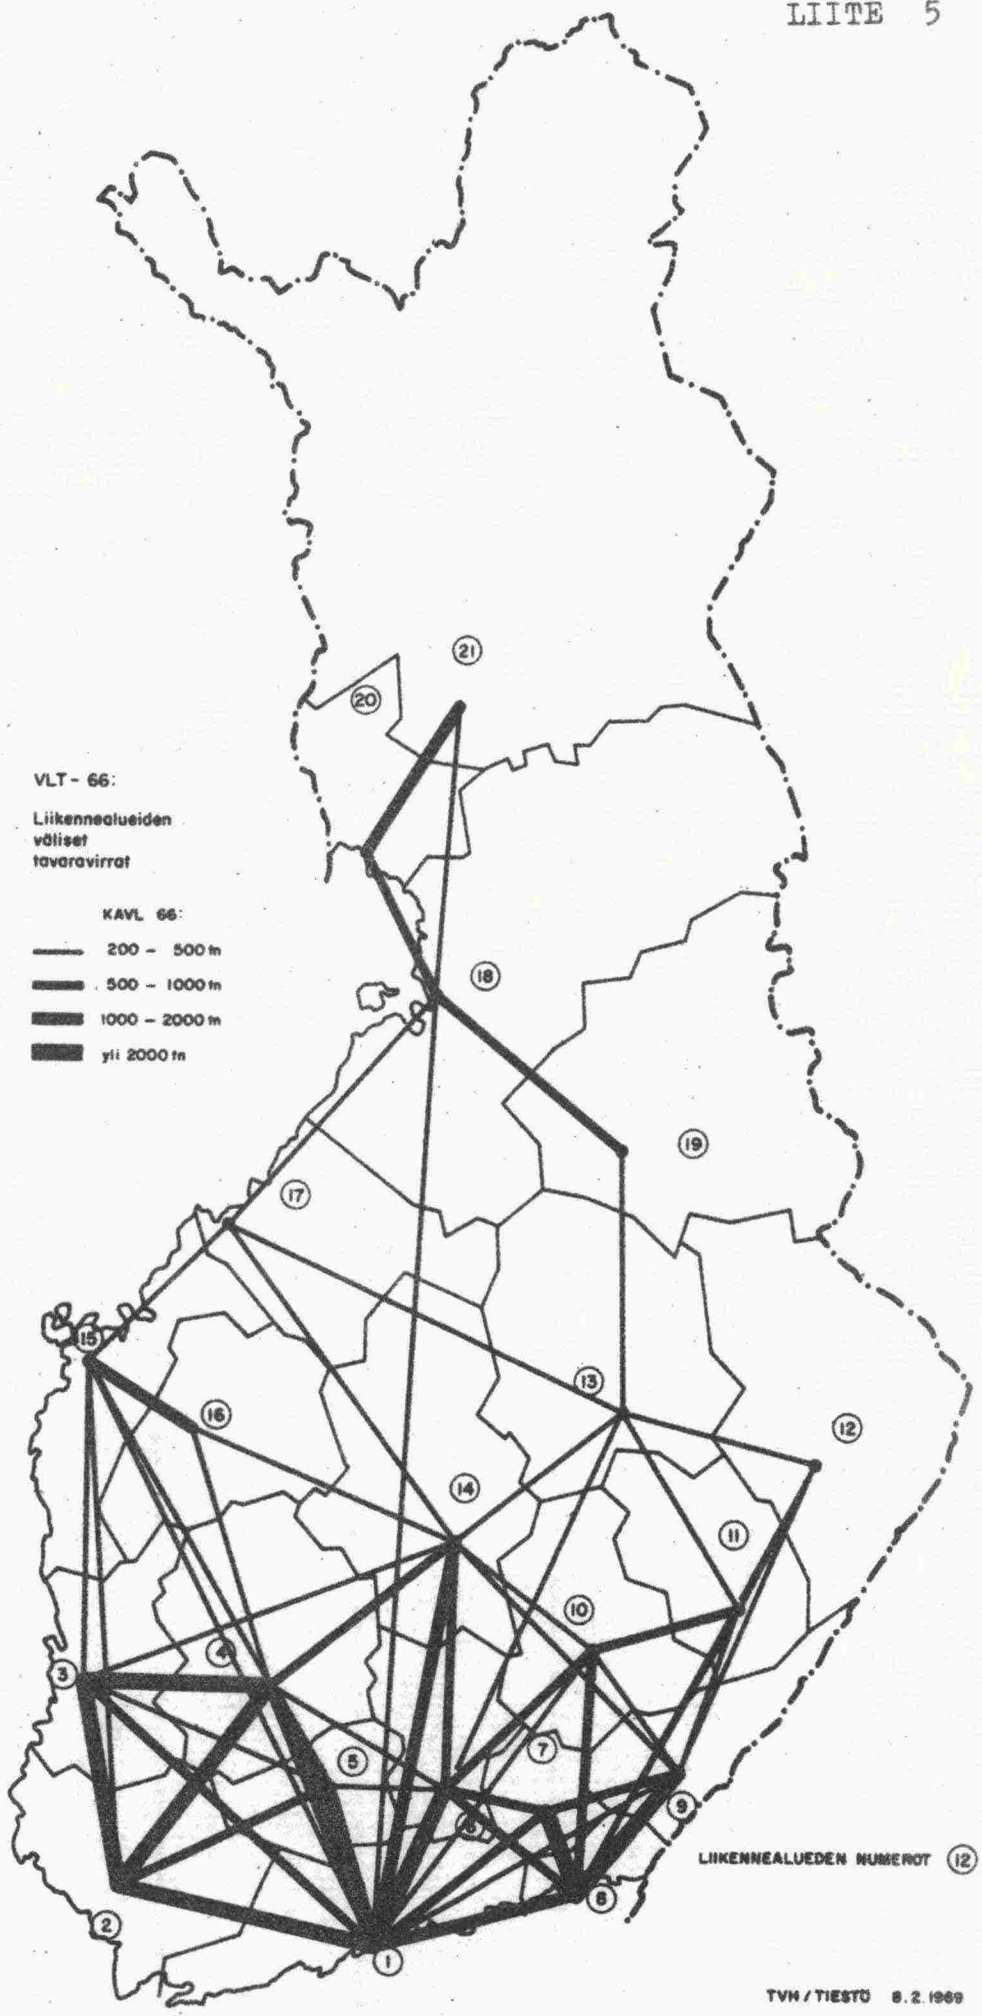 LIITE 5
21
20
VLT - 66:
Liikennealueiden
väliset
tavaravirrat
KAVL 66:
200 - 500 tn
500 - 1000 tn
1000 - 2000 tn
yli 2000 tn
18
19
17
15
13
16
12
14
11
10
4
3
7
5
9
6
LIIKENNEALUEDEN NUMEROT 12
8
2
1
TVH / TIESTÖ 8.2.1969